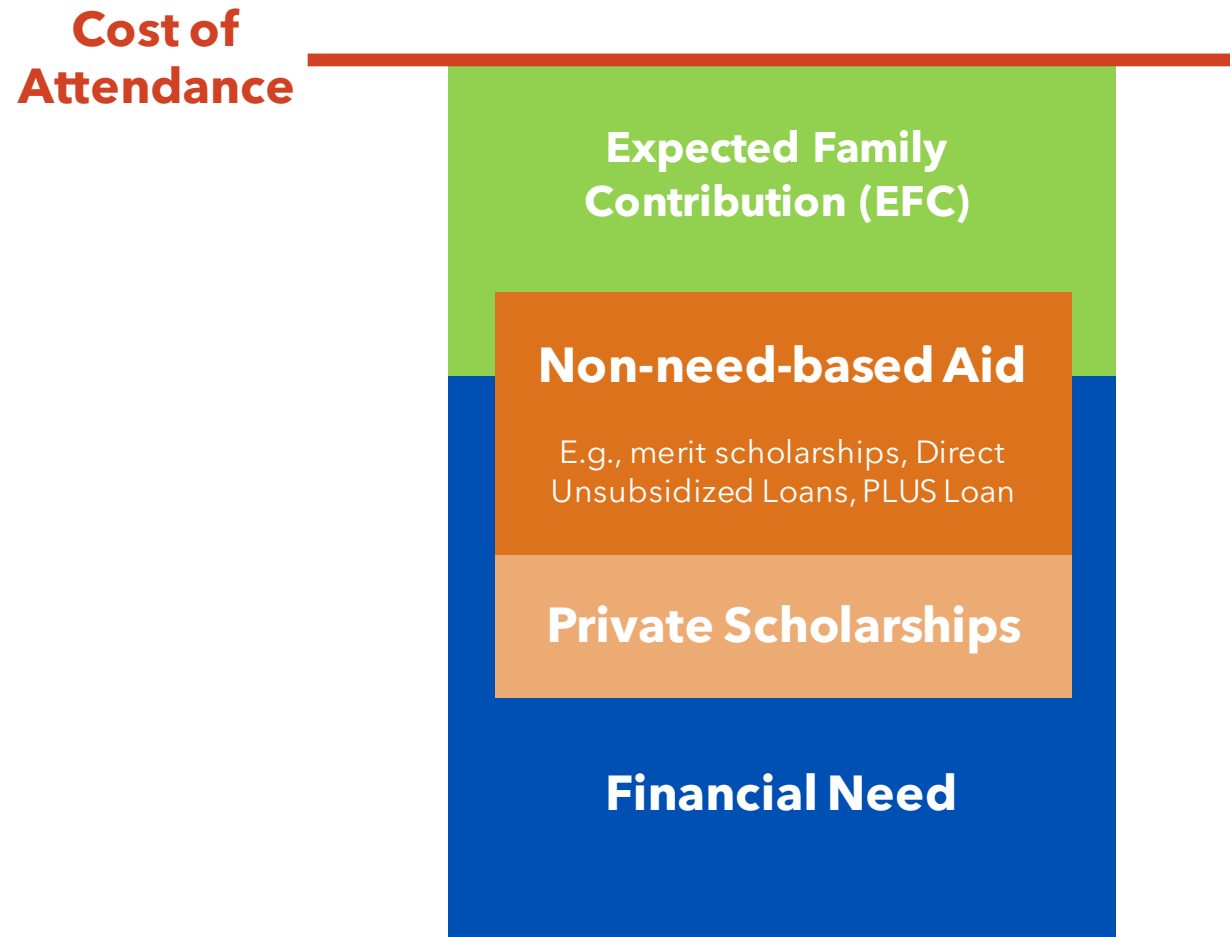 Cost of
Attendance
Expected Family
Contribution (EFC)
Non-need-based Aid
E.g., merit scholarships, Direct
Unsubsidized Loans, PLUS Loan
Private Scholarships
Financial Need